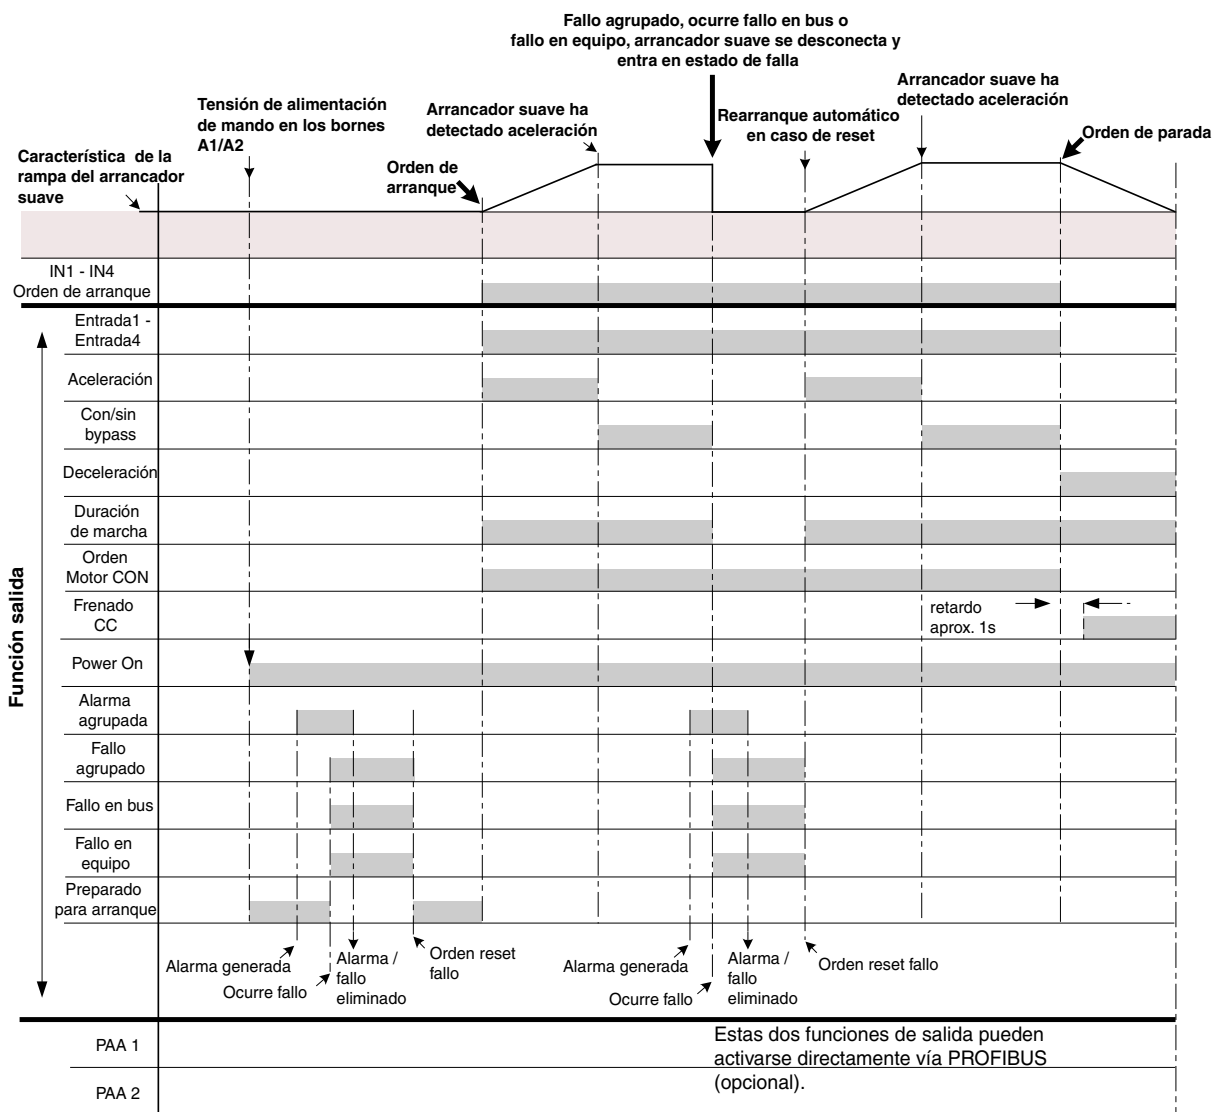 Fallo agrupado, ocurre fallo en bus o
fallo en equipo, arrancador suave se desconecta y
entra en estado de falla
Tensión de alimentación
de mando en los bornes
A1/A2
Arrancador suave ha
detectado aceleración
Rearranque automático
en caso de reset
Arrancador suave ha
detectado aceleración
Orden de parada
Característica de la
rampa del arrancador
suave
Orden de
arranque
IN1 - IN4
Orden de arranque
Función salida
Entrada1 -
Entrada4
Aceleración
Con/sin
bypass
Deceleración
Duración
de marcha
Orden
Motor CON
Frenado
CC
retardo
aprox. 1s
Power On
Alarma
agrupada
Fallo
agrupado
Fallo en bus
Fallo en
equipo
Preparado
para arranque
Alarma generada
Ocurre fallo
Alarma /
fallo
eliminado
Orden reset
fallo
Alarma generada
Ocurre fallo
Alarma /
fallo
eliminado
Orden reset fallo
PAA 1
PAA 2
Estas dos funciones de salida pueden
activarse directamente vía PROFIBUS
(opcional).